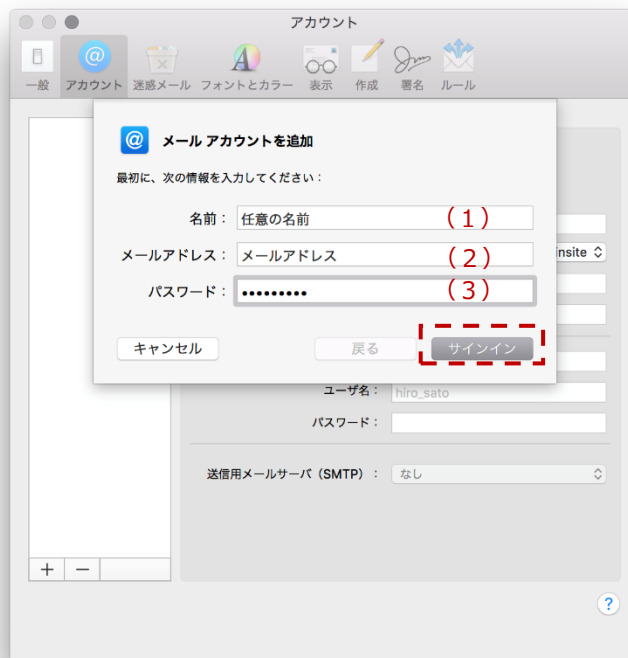 アカウント
一般 アカウント 迷惑メール フォントとカラー 表示 作成 署名 ルール
メール アカウントを追加
最初に、次の情報を入力してください：
名前： 任意の名前 （1）
メールアドレス： メールアドレス （2）
insite
パスワード： ••••••••• （3）
キャンセル 戻る サインイン
ユーザ名： hiro_sato
パスワード：
送信用メールサーバ（SMTP）： なし
+ −
?